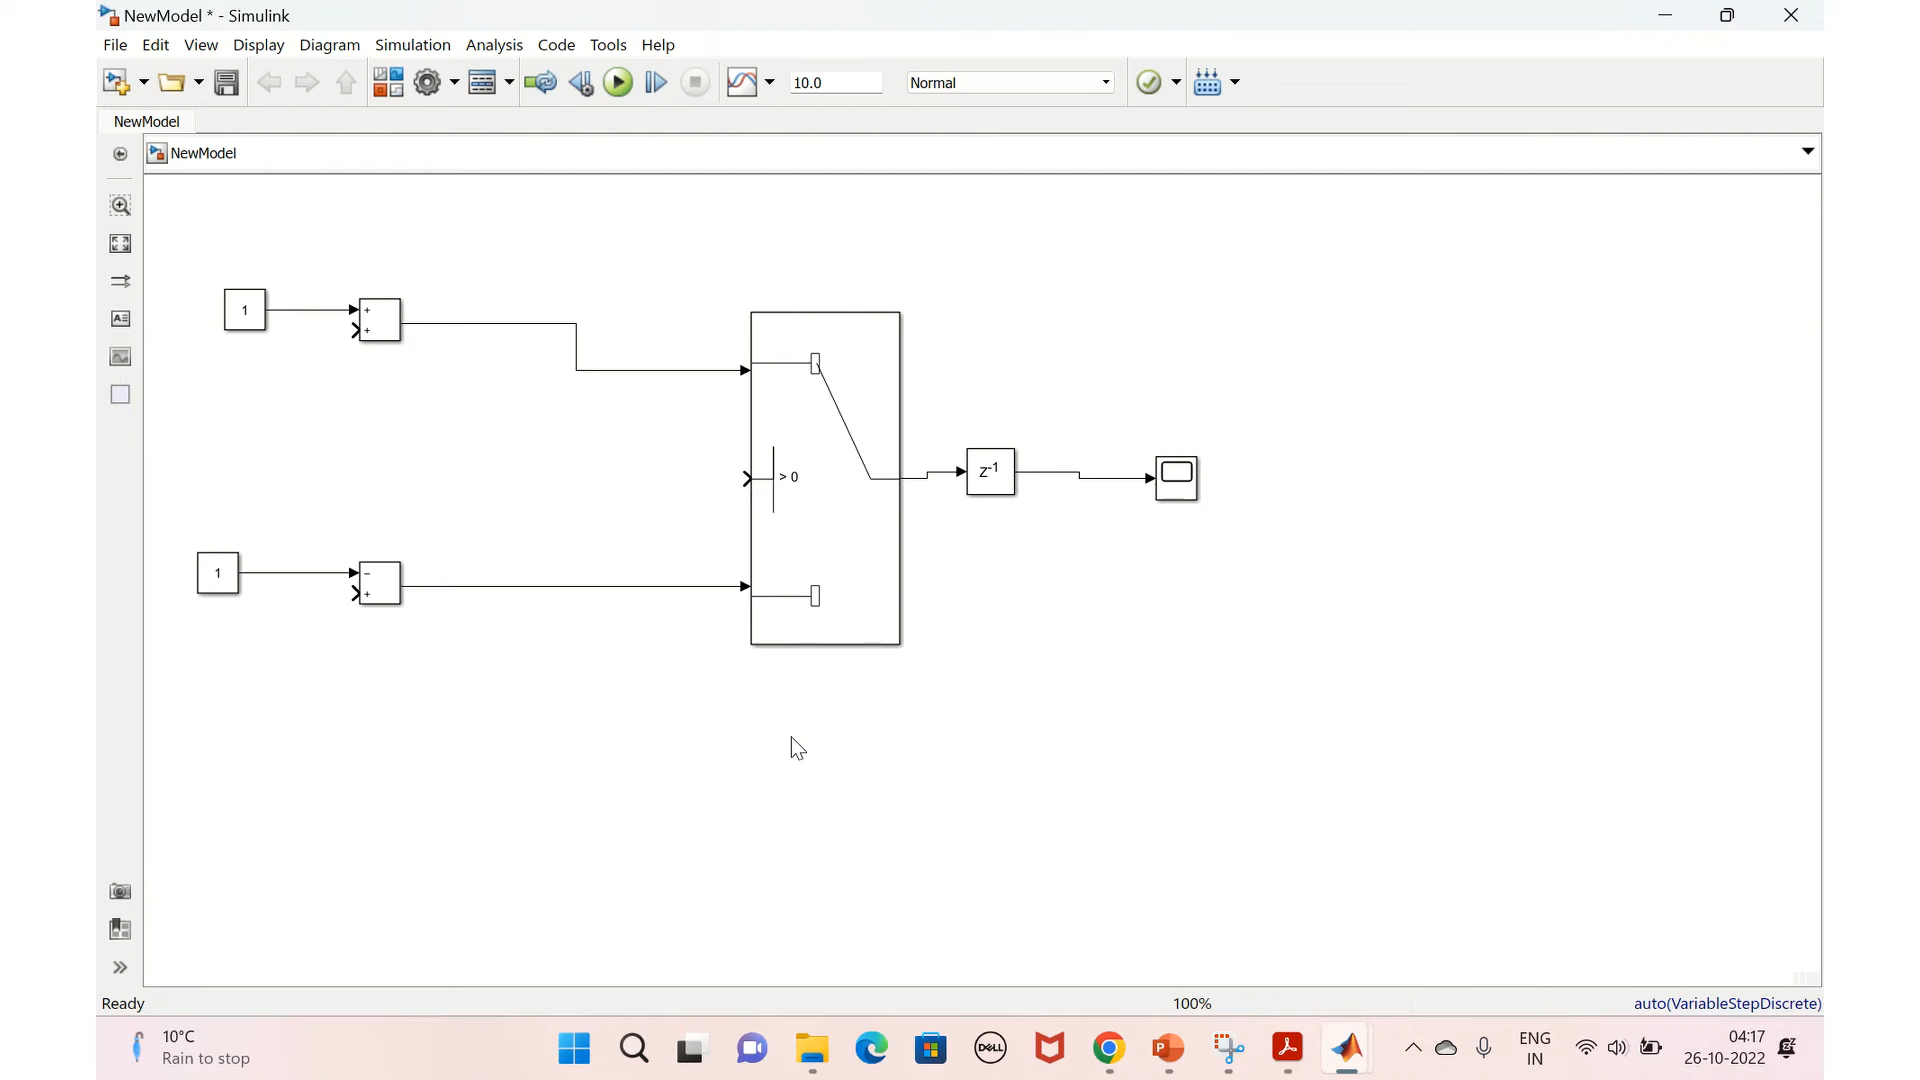 NewModel * - Simulink
File Edit View Display Diagram Simulation Analysis Code Tools Help
10.0 Normal
NewModel
NewModel
1 + +
> 0
z-1
1 − +
Ready 100% auto(VariableStepDiscrete)
10°C
Rain to stop
DELL
ENG
IN
04:17
26-10-2022